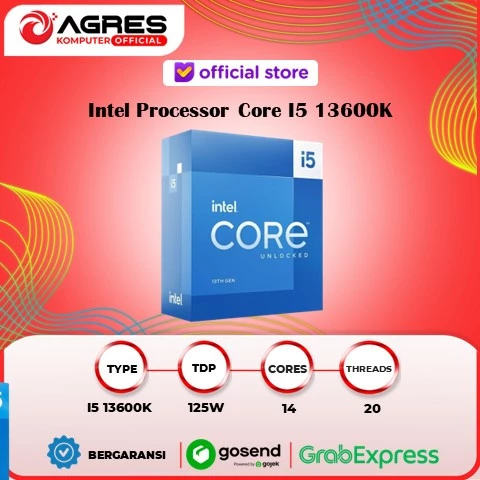 AGRES
KOMPUTER OFFICIAL
official store
Intel Processor Core I5 13600K
i5
i5
intel
CORE
UNLOCKED
13TH GEN
intel
TYPE
TDP
CORES
THREADS
I5 13600K
125W
14
20
BERGARANSI
gosend
Powered by gojek
GrabExpress